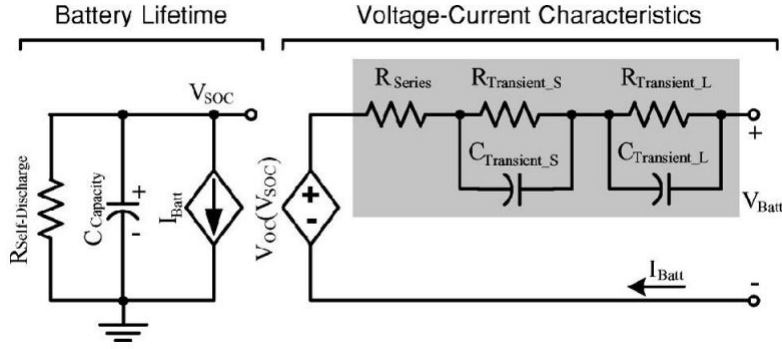 Battery Lifetime
Voltage-Current Characteristics
V_SOC
R_Self-Discharge
C_Capacity
+
-
I_Batt
V_OC(V_SOC)
+
-
R_Series
R_Transient_S
C_Transient_S
R_Transient_L
C_Transient_L
+
V_Batt
-
I_Batt